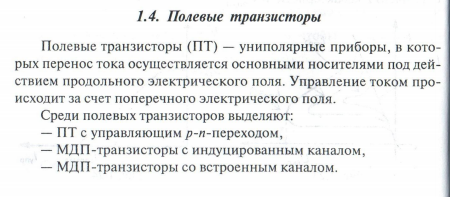 1.4. Полевые транзисторы
Полевые транзисторы (ПТ) — униполярные приборы, в кото-
рых перенос тока осуществляется основными носителями под дей-
ствием продольного электрического поля. Управление током про-
исходит за счет поперечного электрического поля.
Среди полевых транзисторов выделяют:
— ПТ с управляющим p-n-переходом,
— МДП-транзисторы с индуцированным каналом,
— МДП-транзисторы со встроенным каналом.